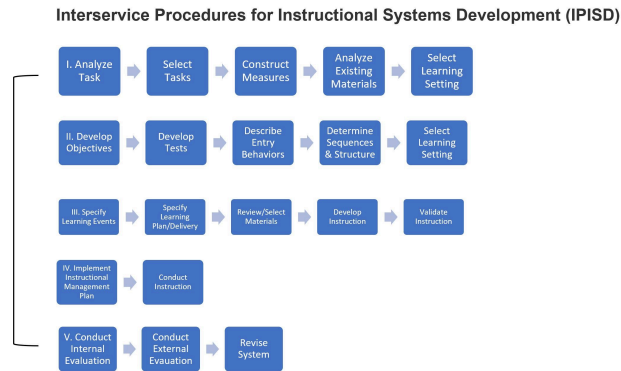 Interservice Procedures for Instructional Systems Development (IPISD)
I. Analyze
Task
Select
Tasks
Construct
Measures
Analyze
Existing
Materials
Select
Learning
Setting
II. Develop
Objectives
Develop
Tests
Describe
Entry
Behaviors
Determine
Sequences
& Structure
Select
Learning
Setting
III. Specify
Learning Events
Specify
Learning
Plan/Delivery
Review/Select
Materials
Develop
Instruction
Validate
Instruction
IV. Implement
Instructional
Management
Plan
Conduct
Instruction
V. Conduct
Internal
Evaluation
Conduct
External
Evauation
Revise
System